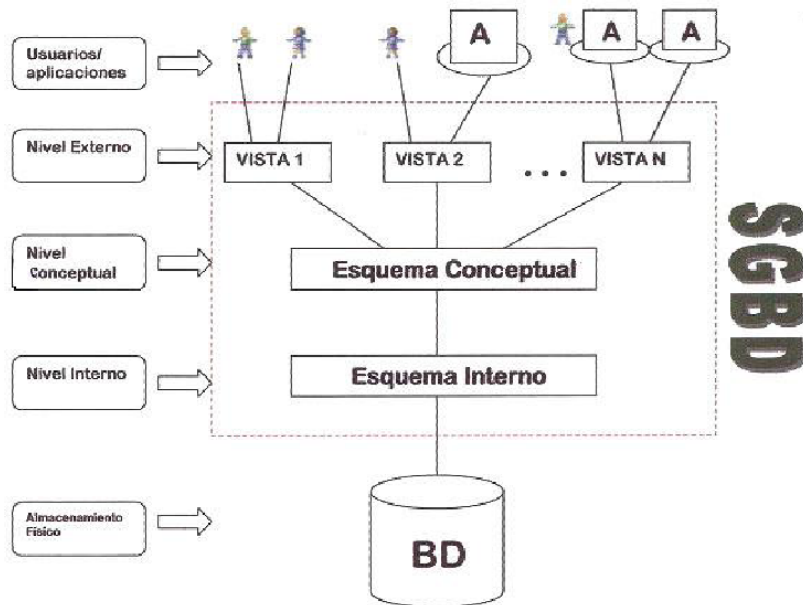 Usuarios/
aplicaciones
A
A
A
Nivel Externo
VISTA 1
VISTA 2
...
VISTA N
Nivel
Conceptual
Esquema Conceptual
SGBD
Nivel Interno
Esquema Interno
Almacenamiento
Físico
BD